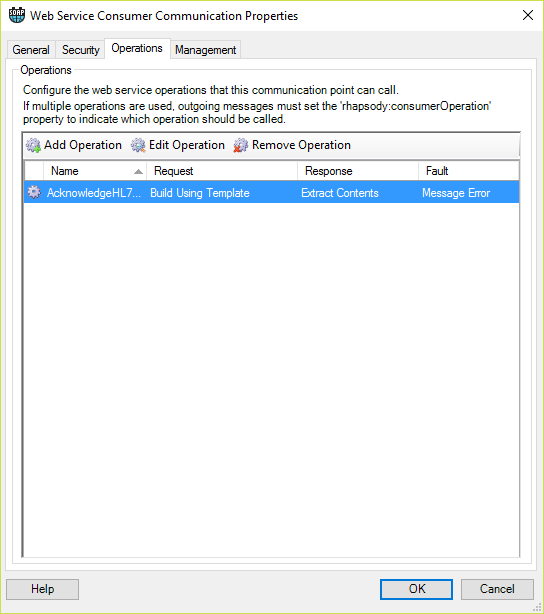 SOAP
Web Service Consumer Communication Properties
General Security Operations Management
Operations
Configure the web service operations that this communication point can call.
If multiple operations are used, outgoing messages must set the 'rhapsody:consumerOperation'
property to indicate which operation should be called.
Add Operation Edit Operation Remove Operation
Name Request Response Fault
AcknowledgeHL7... Build Using Template Extract Contents Message Error
Help OK Cancel